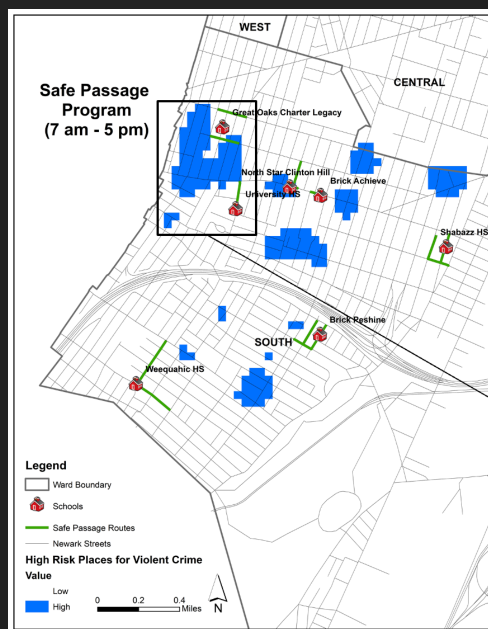 WEST
CENTRAL
Safe Passage
Program
(7 am - 5 pm)
Great Oaks Charter Legacy
North Star Clinton Hill
Brick Achieve
University HS
Shabazz HS
Brick Peshine
SOUTH
Weequahic HS
Legend
Ward Boundary
Schools
Safe Passage Routes
Newark Streets
High Risk Places for Violent Crime
Value
Low
High
0 0.2 0.4
Miles
N